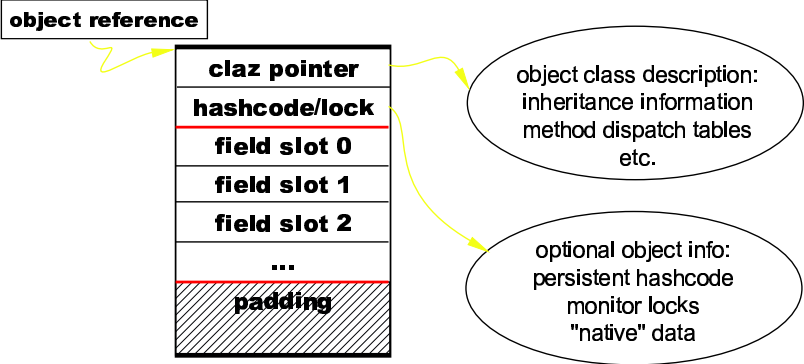 object reference
claz pointer
hashcode/lock
field slot 0
field slot 1
field slot 2
...
padding
object class description:
inheritance information
method dispatch tables
etc.
optional object info:
persistent hashcode
monitor locks
"native" data